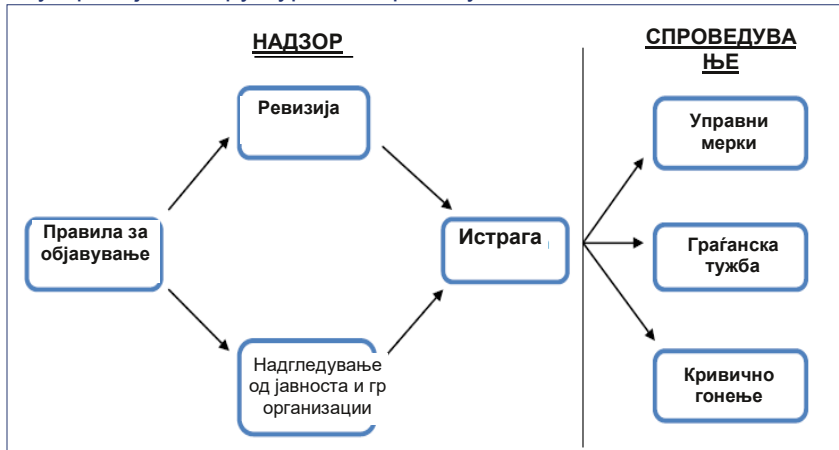 НАДЗОР
СПРОВЕДУВА
ЊЕ
Ревизија
Управни
мерки
Правила за
објавување
Истрага
Граѓанска
тужба
Надгледување
од јавноста и гр
организации
Кривично
гонење